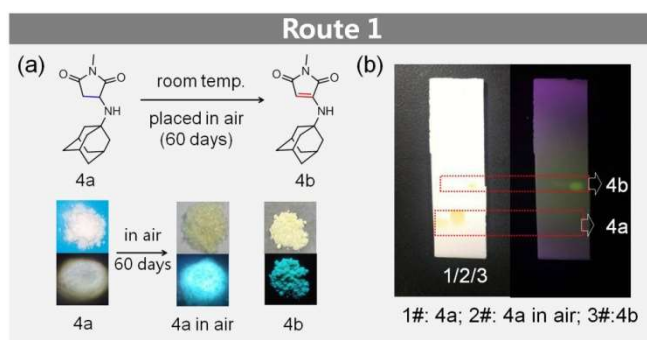 Route 1
(a)
N
O
O
NH
4a
room temp.
placed in air
(60 days)
N
O
O
NH
4b
in air
60 days
4a
4a in air
4b
(b)
4b
4a
1/2/3
1#: 4a; 2#: 4a in air; 3#:4b